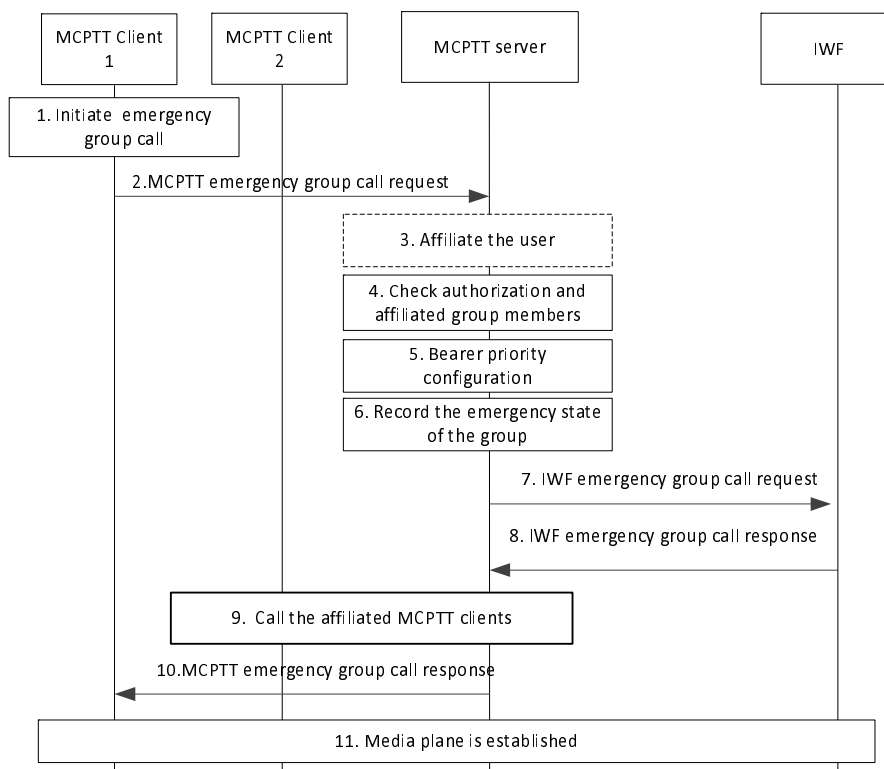 MCPTT Client
1
MCPTT Client
2
MCPTT server
IWF
1. Initiate emergency
group call
2.MCPTT emergency group call request
3. Affiliate the user
4. Check authorization and
affiliated group members
5. Bearer priority
configuration
6. Record the emergency state
of the group
7. IWF emergency group call request
8. IWF emergency group call response
9. Call the affiliated MCPTT clients
10.MCPTT emergency group call response
11. Media plane is established